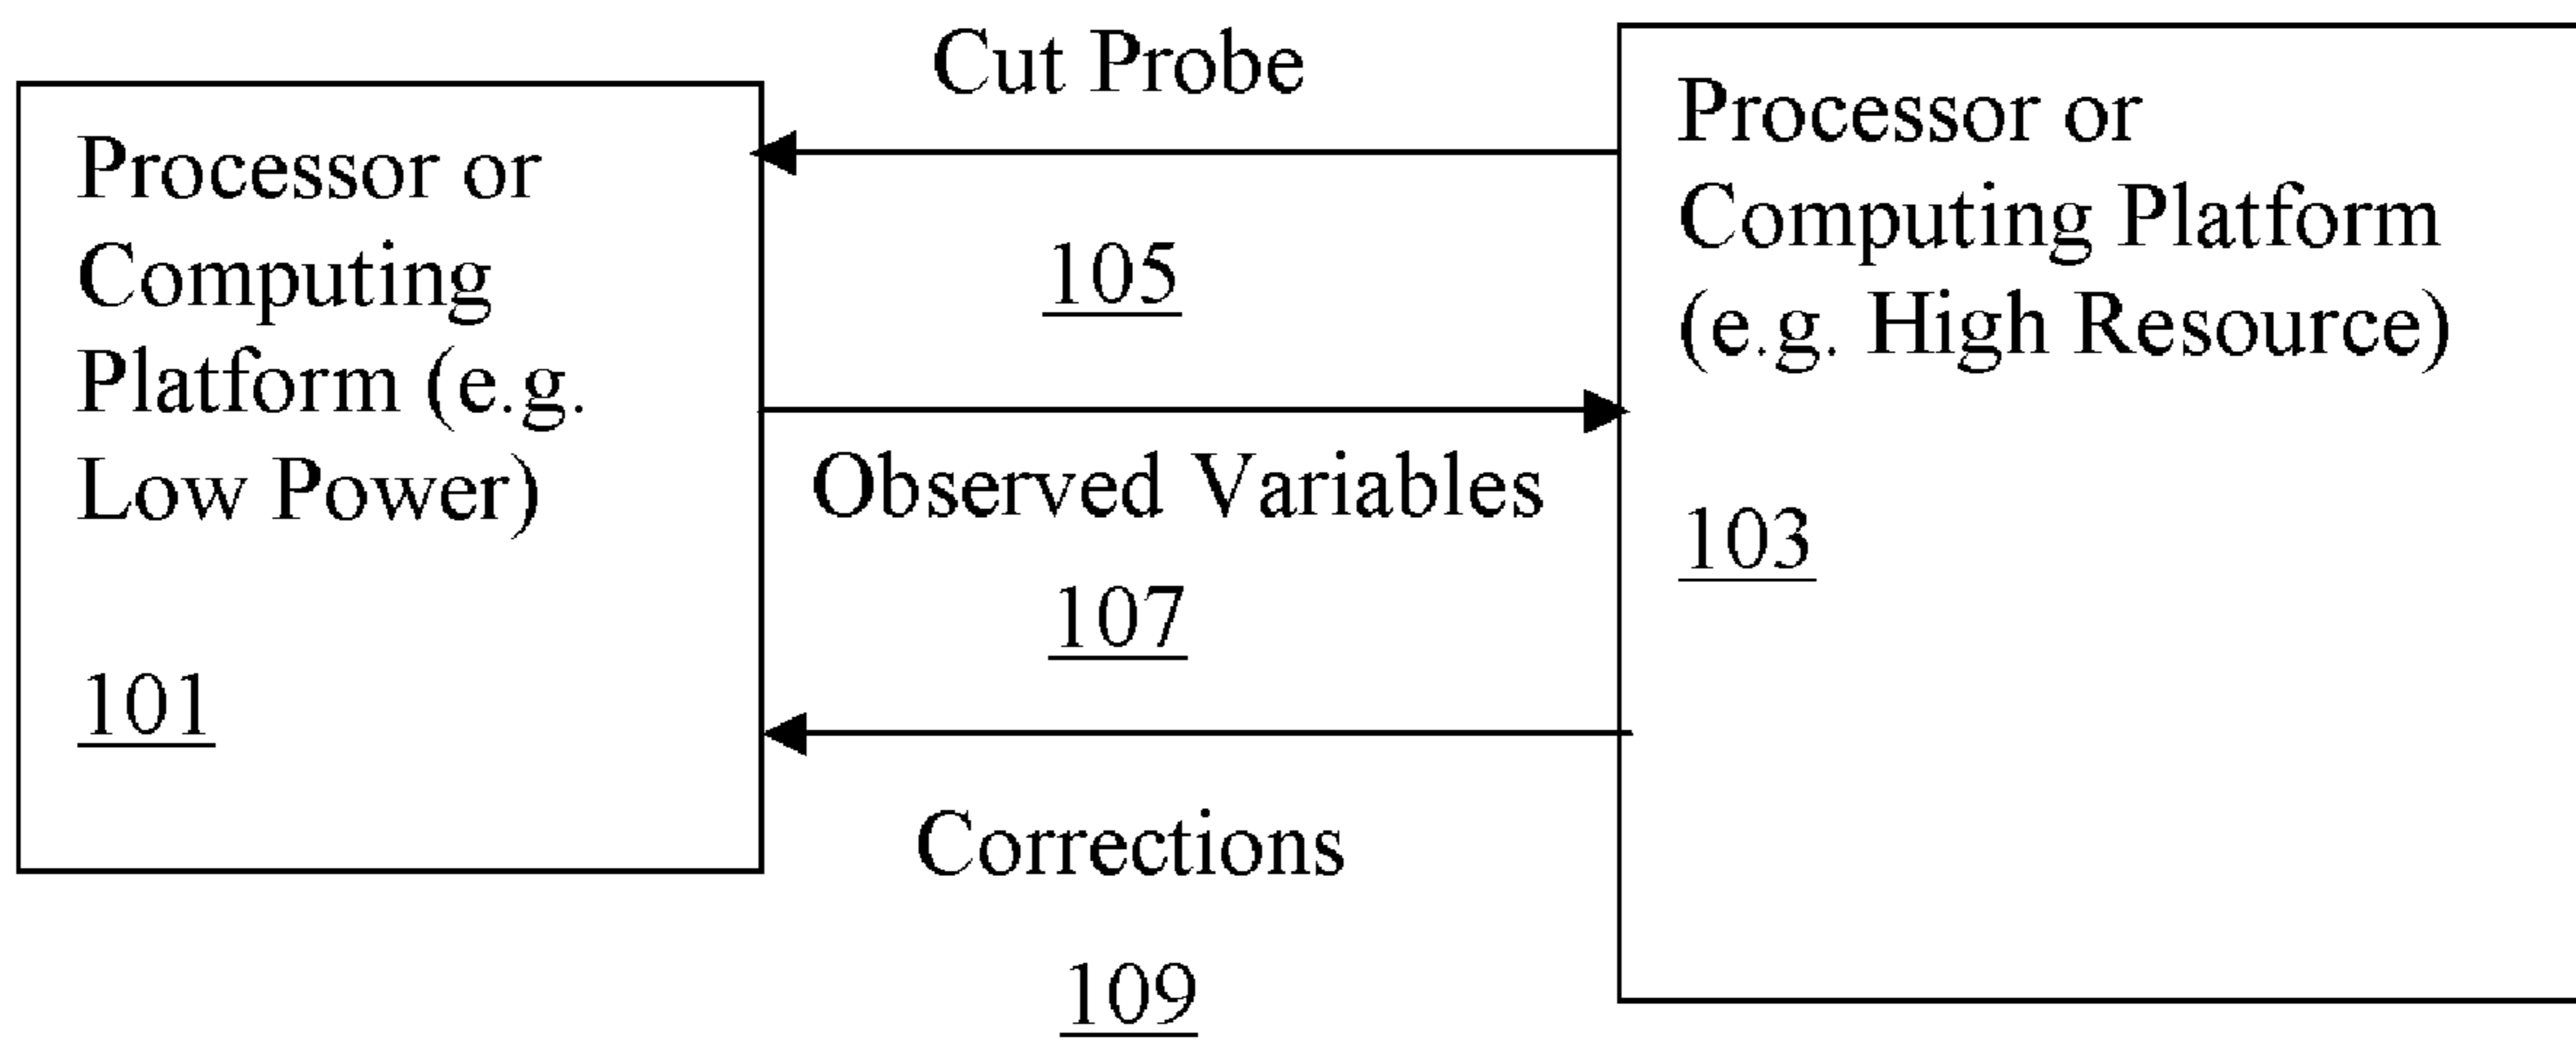 Processor or
Computing
Platform (e.g.
Low Power)
101
Cut Probe
105
Observed Variables
107
Corrections
109
Processor or
Computing Platform
(e.g. High Resource)
103